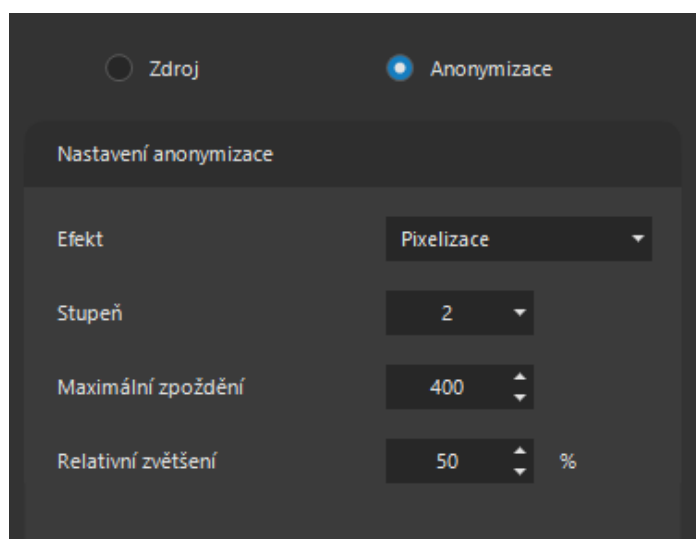 Zdroj Anonymizace
Nastavení anonymizace
Efekt Pixelizace
Stupeň 2
Maximální zpoždění 400
Relativní zvětšení 50 %